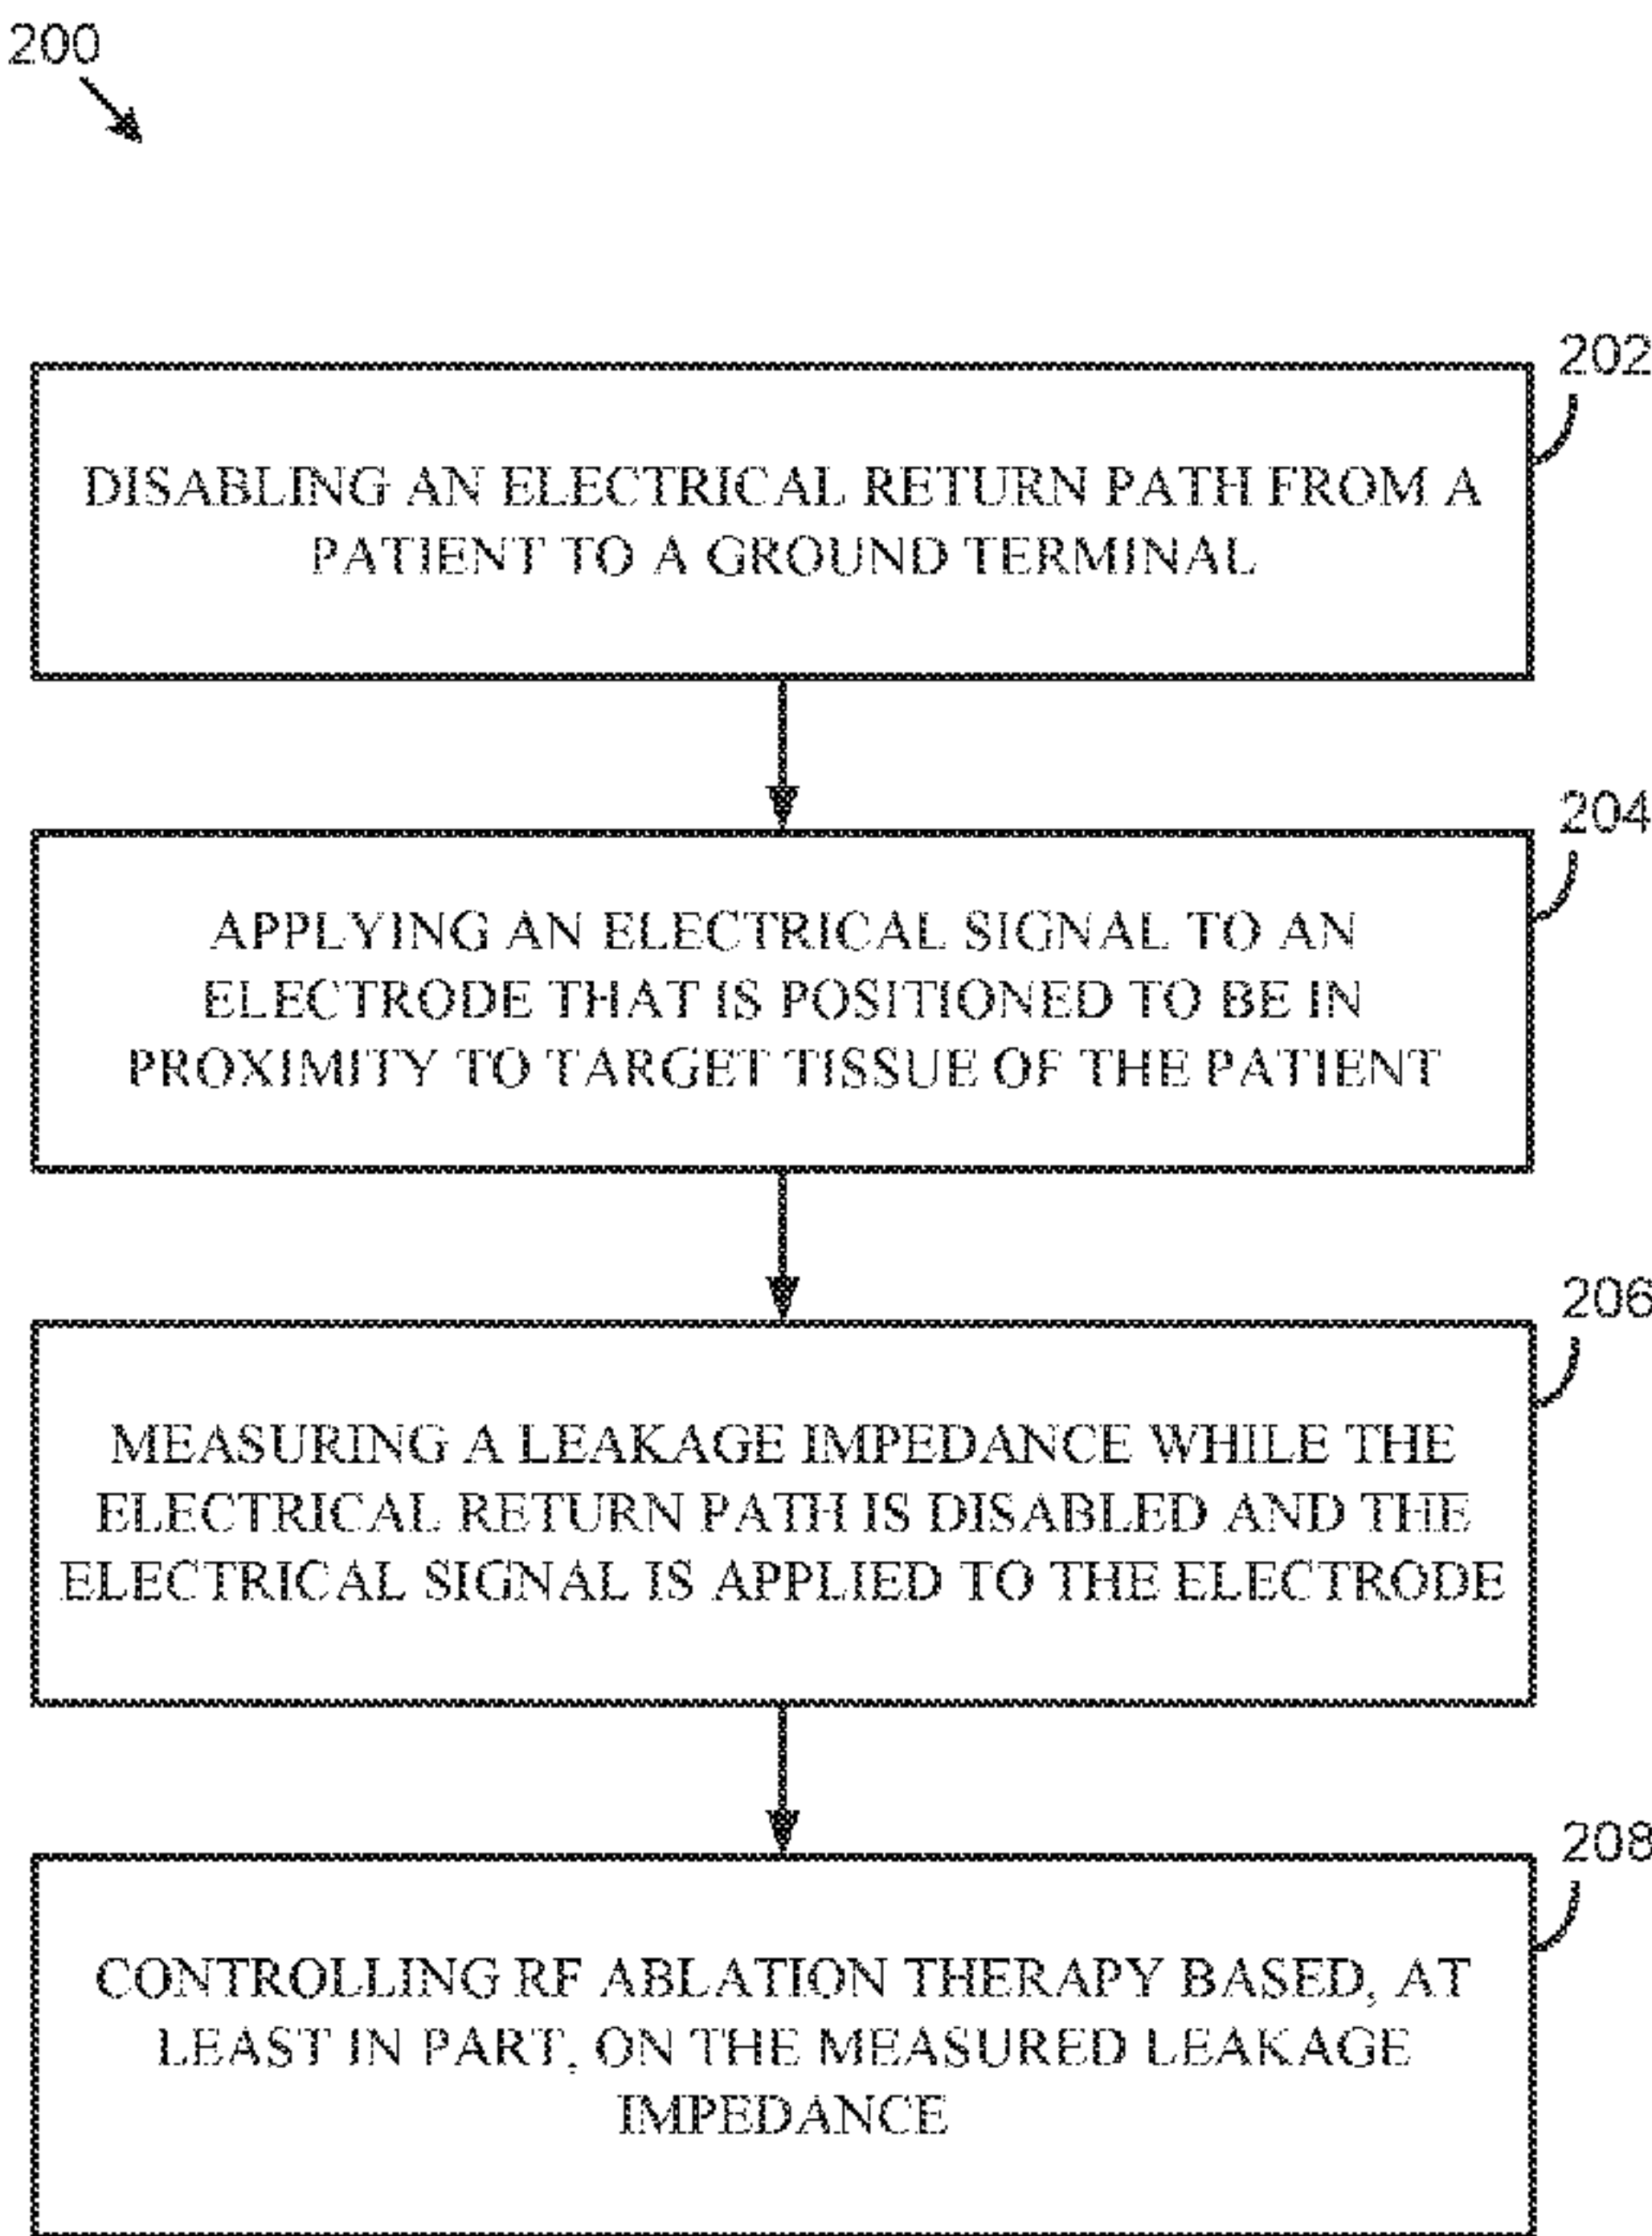 200
202
DISABLING AN ELECTRICAL RETURN PATH FROM A
PATIENT TO A GROUND TERMINAL
204
APPLYING AN ELECTRICAL SIGNAL TO AN
ELECTRODE THAT IS POSITIONED TO BE IN
PROXIMITY TO TARGET TISSUE OF THE PATIENT
206
MEASURING A LEAKAGE IMPEDANCE WHILE THE
ELECTRICAL RETURN PATH IS DISABLED AND THE
ELECTRICAL SIGNAL IS APPLIED TO THE ELECTRODE
208
CONTROLLING RF ABLATION THERAPY BASED, AT
LEAST IN PART, ON THE MEASURED LEAKAGE
IMPEDANCE